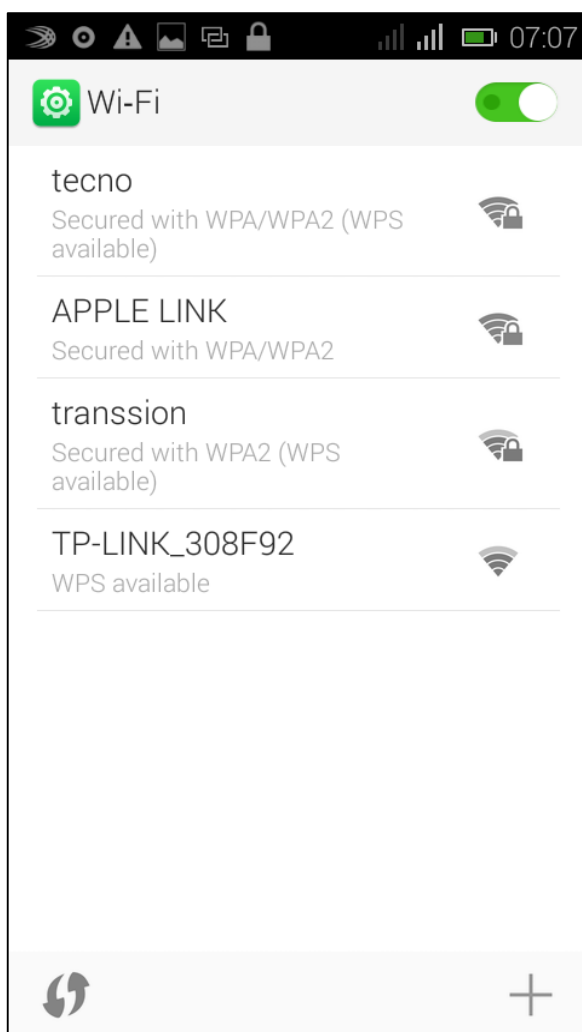 07:07
Wi-Fi
tecno
Secured with WPA/WPA2 (WPS
available)
APPLE LINK
Secured with WPA/WPA2
transsion
Secured with WPA2 (WPS
available)
TP-LINK_308F92
WPS available